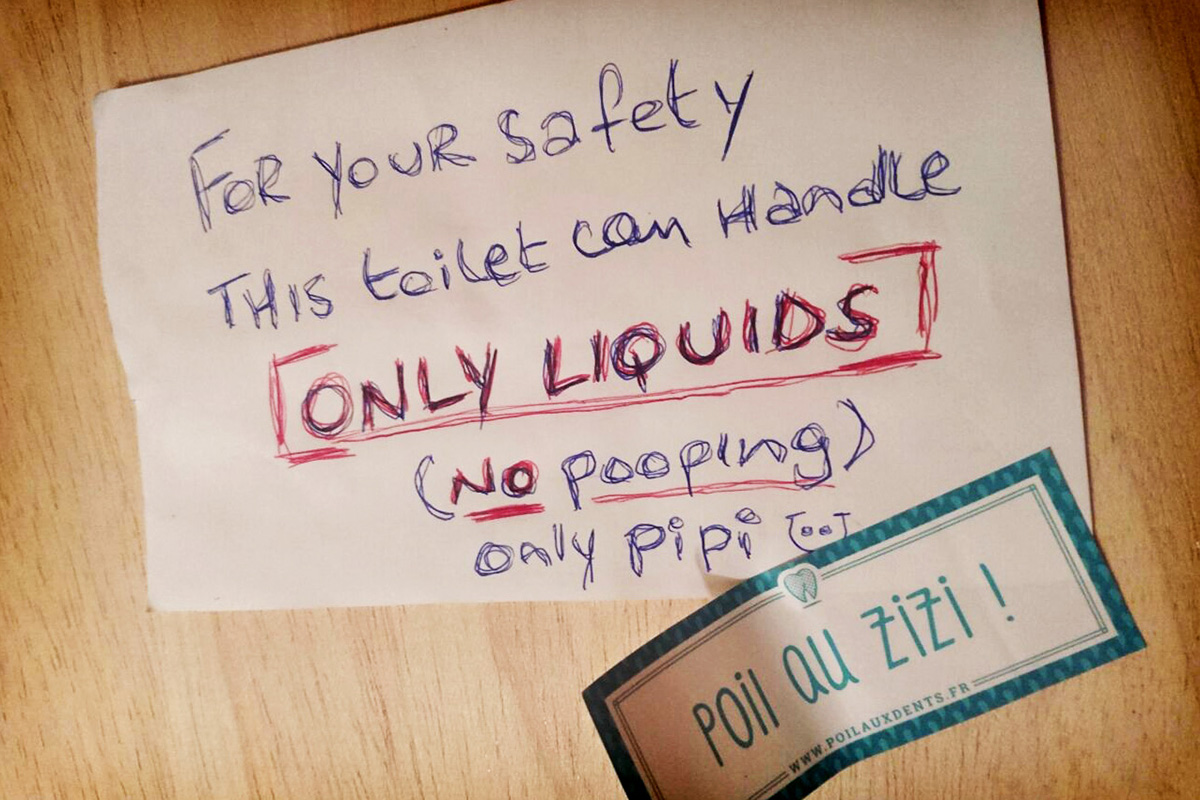 FOR YOUR Safety
THIS toilet can Handle
ONLY LIQUIDS
(NO pooping)
only pipi
POIL AU ZIZI !
WWW.POILAUXDENTS.FR